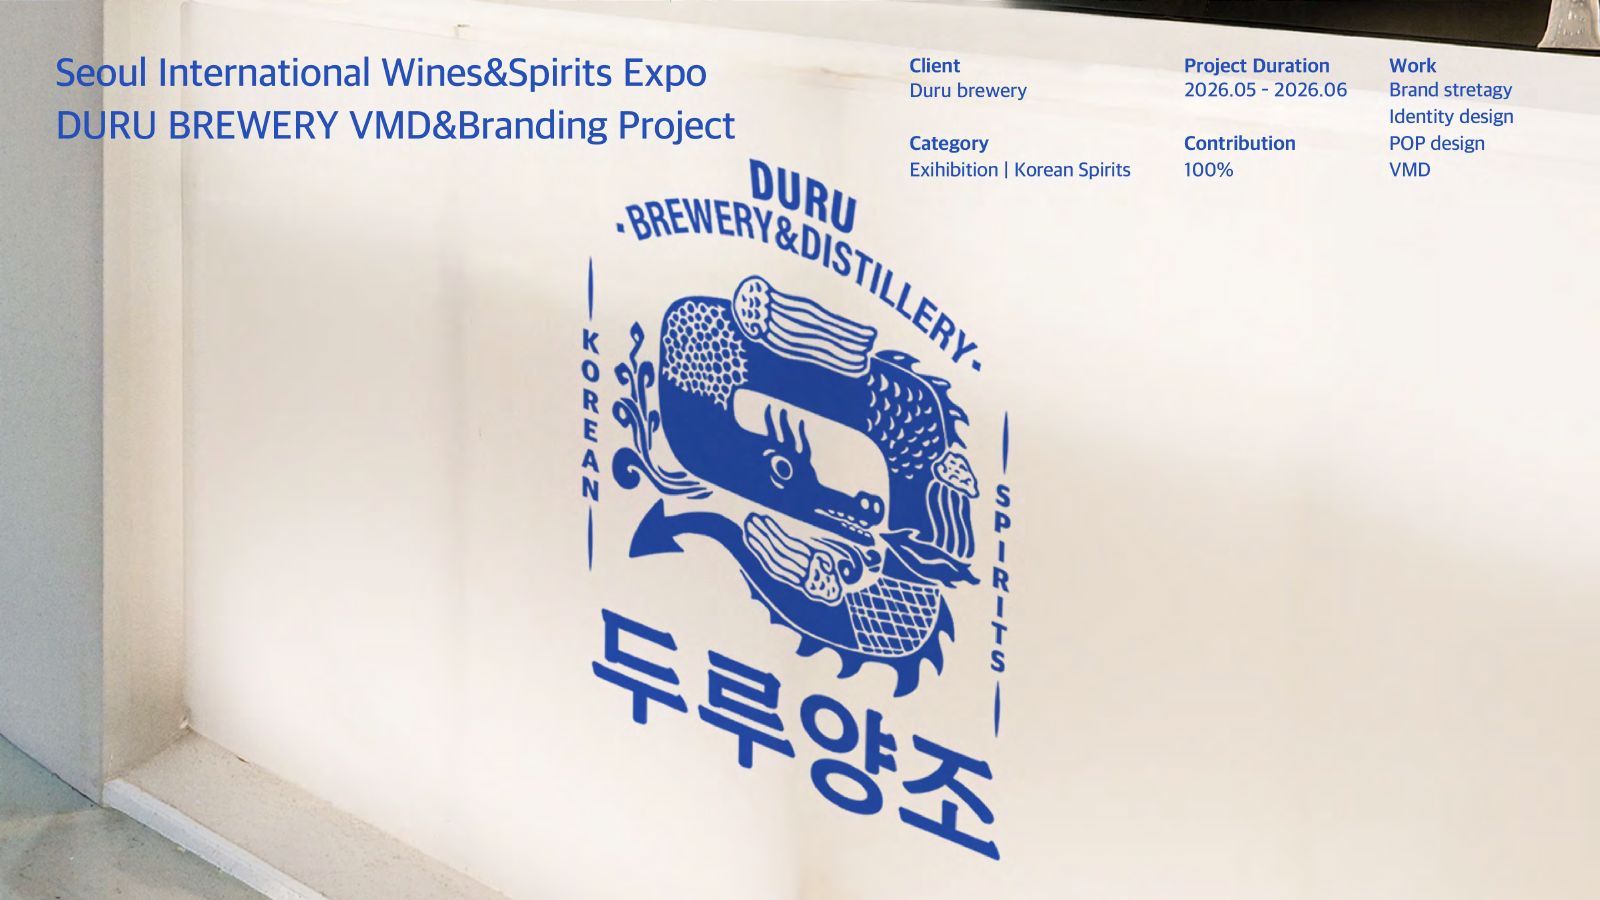 Seoul International Wines&Spirits Expo
DURU BREWERY VMD&Branding Project
Client
Duru brewery
Category
Exihibition | Korean Spirits
Project Duration
2026.05 - 2026.06
Contribution
100%
Work
Brand stretagy
Identity design
POP design
VMD
DURU
·BREWERY&DISTILLERY·
KOREAN
SPIRITS
두루양조